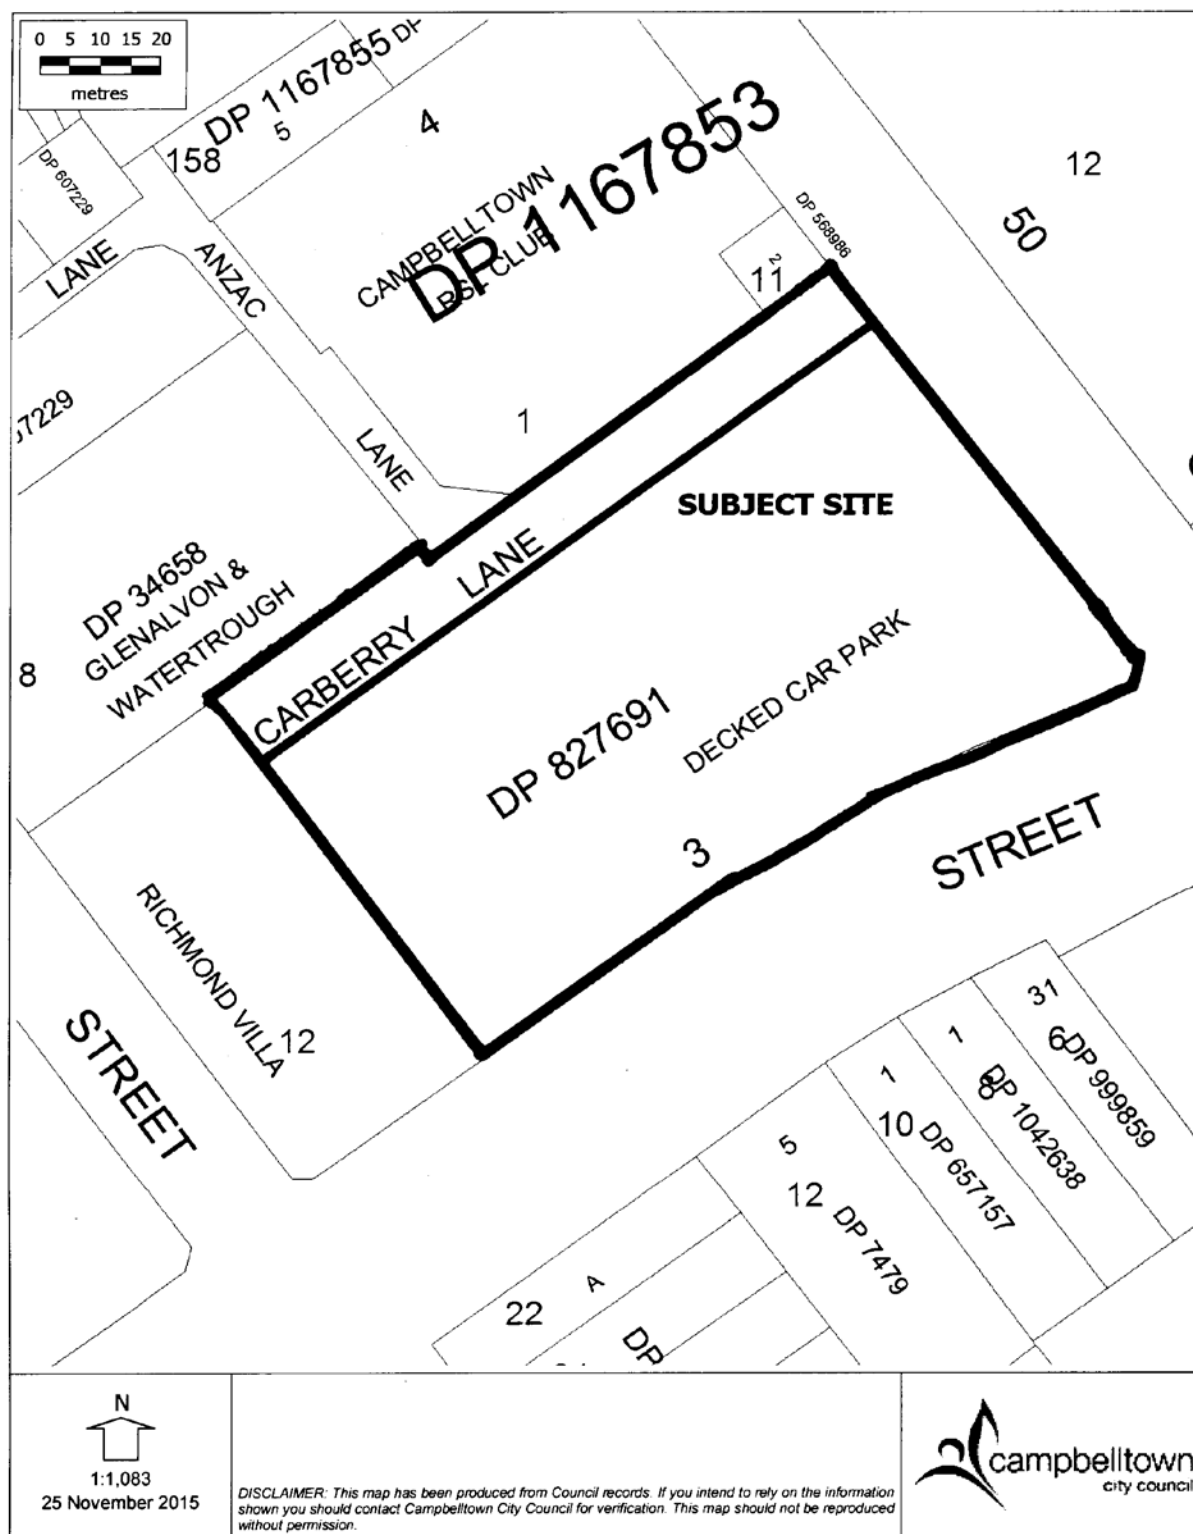 0 5 10 15 20
metres
DP 1167855
DP
5
4
158
DP 607229
DP 1167853
CAMPBELLTOWN
RSL CLUB
12
50
DP 568986
2
11
LANE
ANZAC
LANE
1
7229
SUBJECT SITE
DP 34658
GLENALVON &
WATERTROUGH
8
CARBERRY LANE
DP 827691
DECKED CAR PARK
3
STREET
RICHMOND VILLA
12
STREET
31
6
DP 999859
1
8
DP 1042638
1
10
DP 657157
5
12
DP 7479
A
22
DP
N
1:1,083
25 November 2015
DISCLAIMER: This map has been produced from Council records. If you intend to rely on the information
shown you should contact Campbelltown City Council for verification. This map should not be reproduced
without permission.
campbelltown
city council